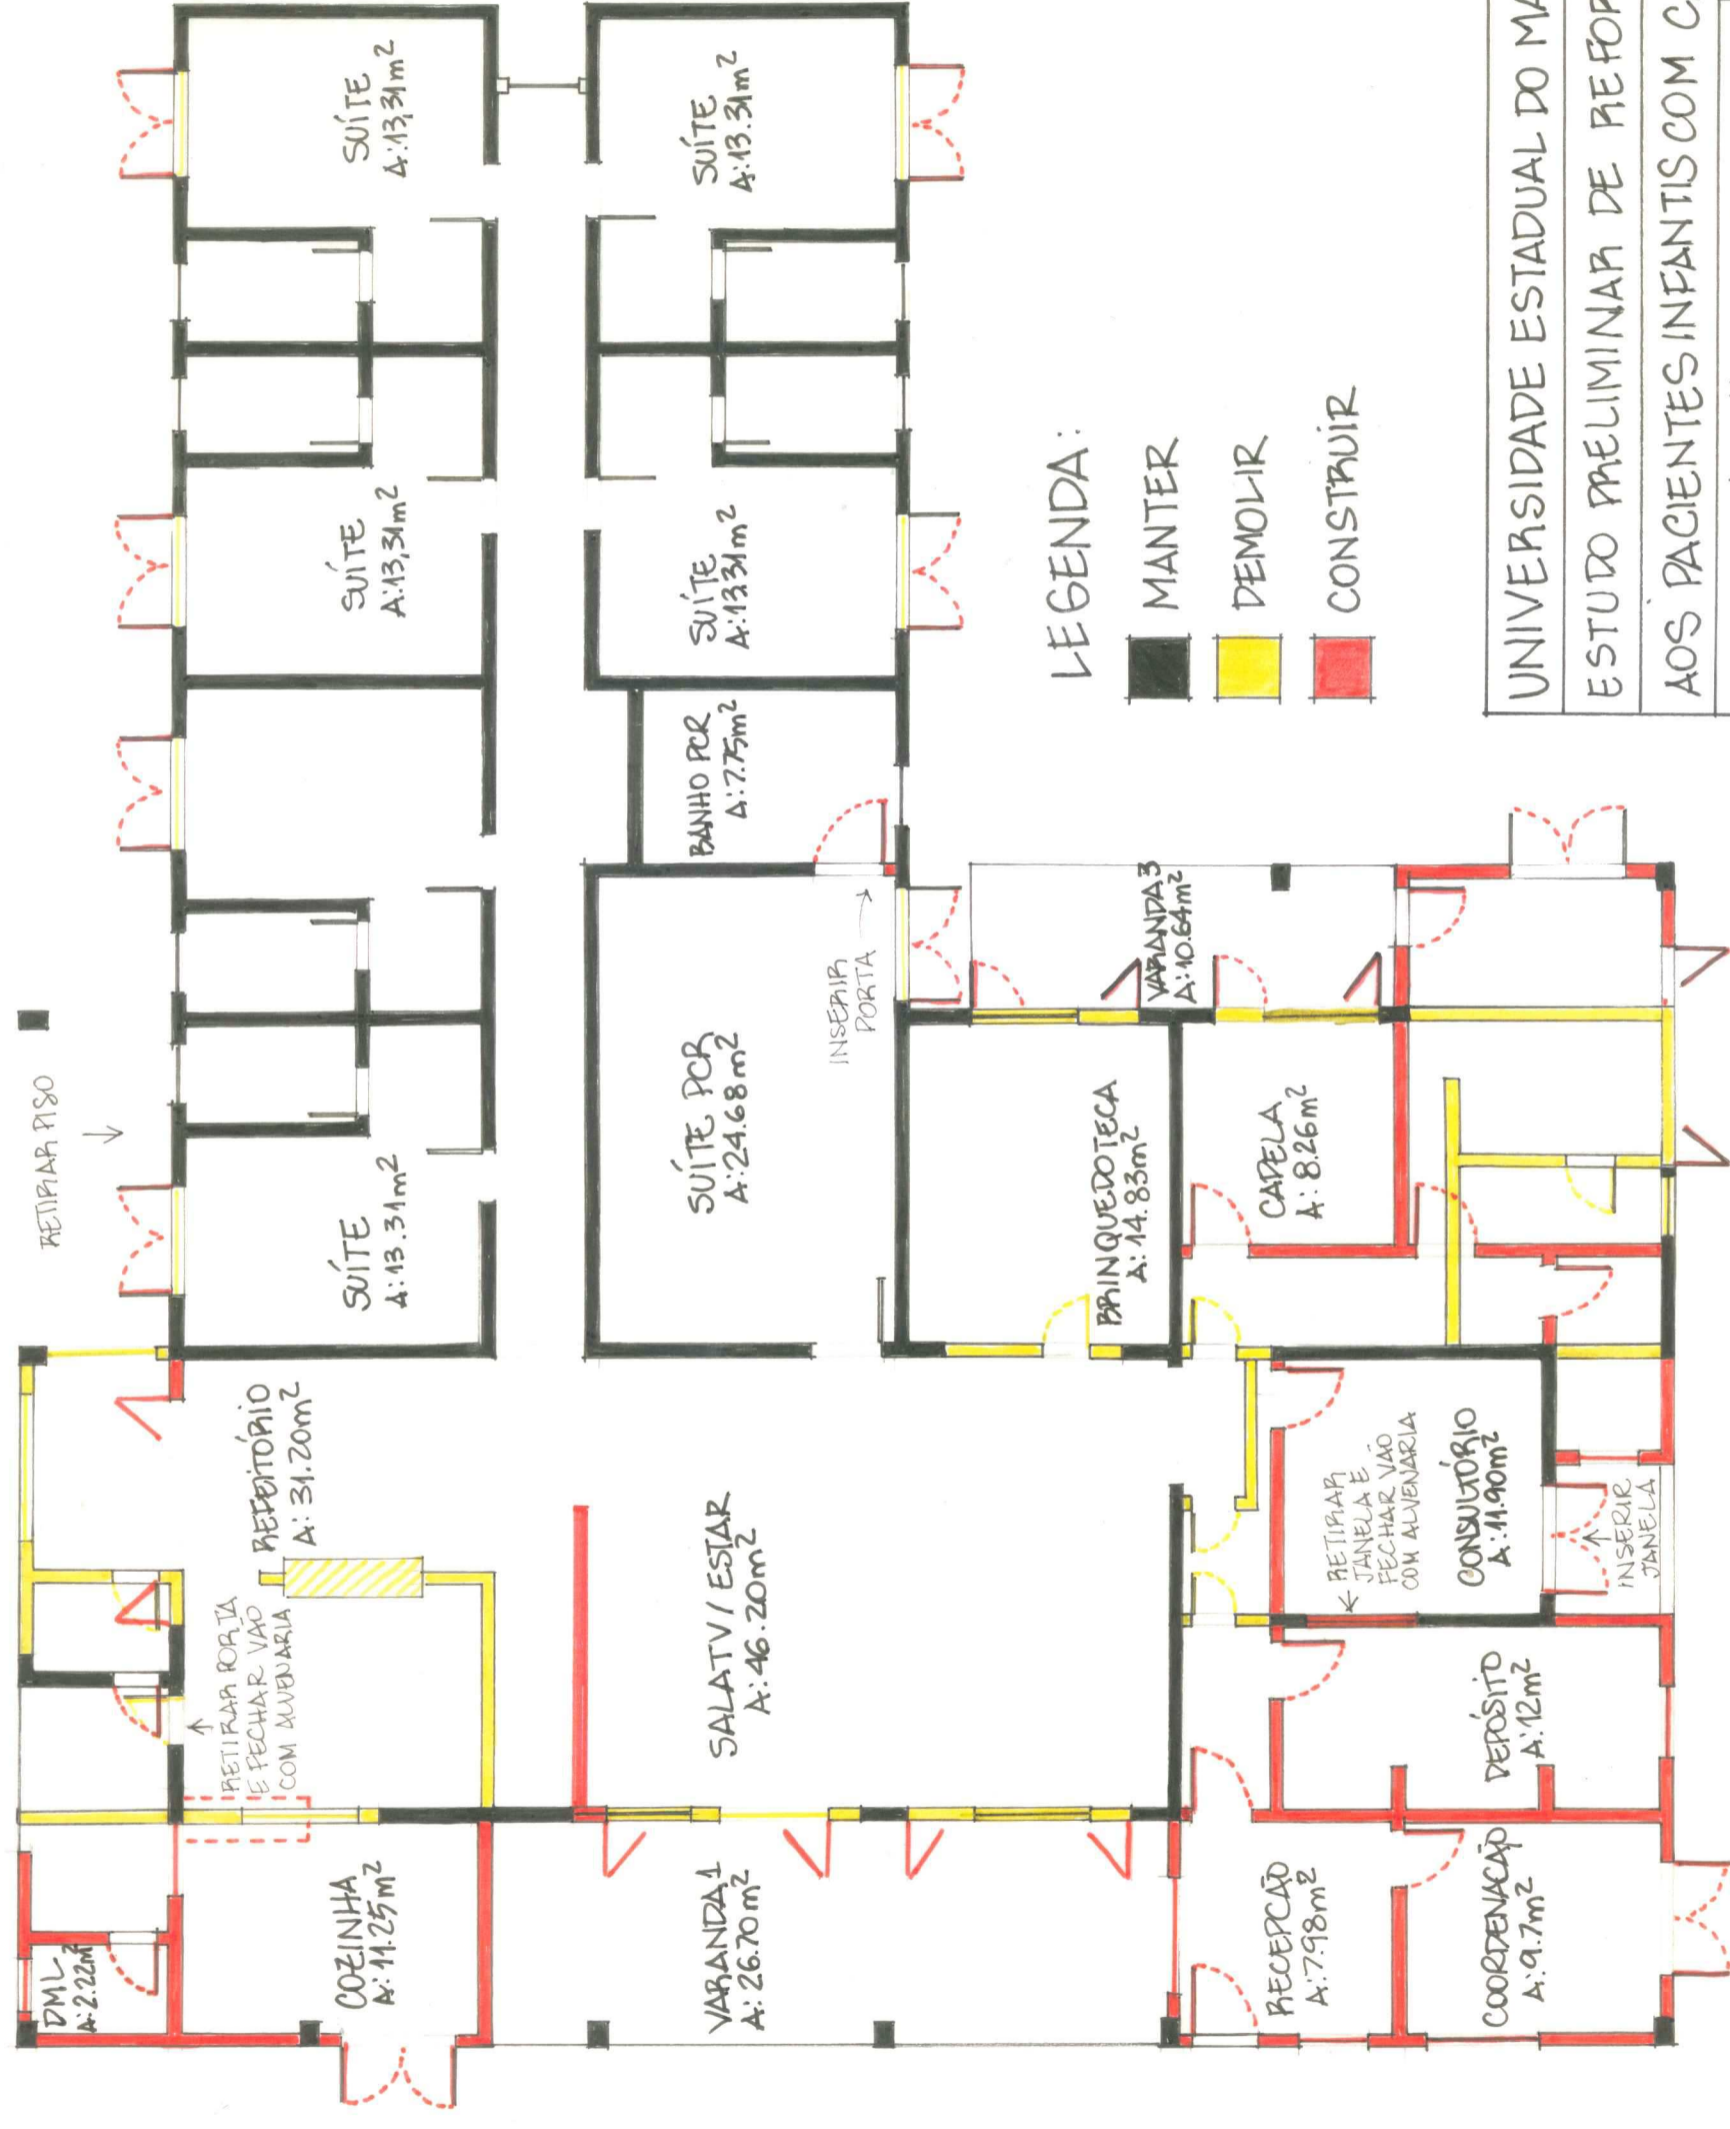 RETIRAR PISO
SUÍTE
A:13,31m²
SUÍTE
A:13.31m²
SUÍTE
A:13,31m²
SUÍTE
A:13.31m²
BANHO PCR
A:7.75m²
SUÍTE
A:13.31m²
SUÍTE PCR
A:24.68m²
INSERIR
PORTA
VARANDA 3
A:10.64m²
BRINQUEDOTECA
A:14.83m²
CAPELA
A:8.26m²
REFEITÓRIO
A:31.20m²
RETIRAR PORTA
E FECHAR VÃO
COM ALVENARIA
SALA TV / ESTAR
A:46.20m²
RETIRAR
JANELA E
FECHAR VÃO
COM ALVENARIA
CONSULTÓRIO
A:11.90m²
INSERIR
JANELA
DEPÓSITO
A:12m²
DML
A:2.22m²
COZINHA
A:11.25m²
VARANDA 1
A:26.70m²
RECEPÇÃO
A:7.98m²
COORDENAÇÃO
A:9.7m²
LEGENDA:
MANTER
DEMOLIR
CONSTRUIR
UNIVERSIDADE ESTADUAL DO MA
ESTUDO PRELIMINAR DE REFOR
AOS PACIENTES INFANTIS COM C